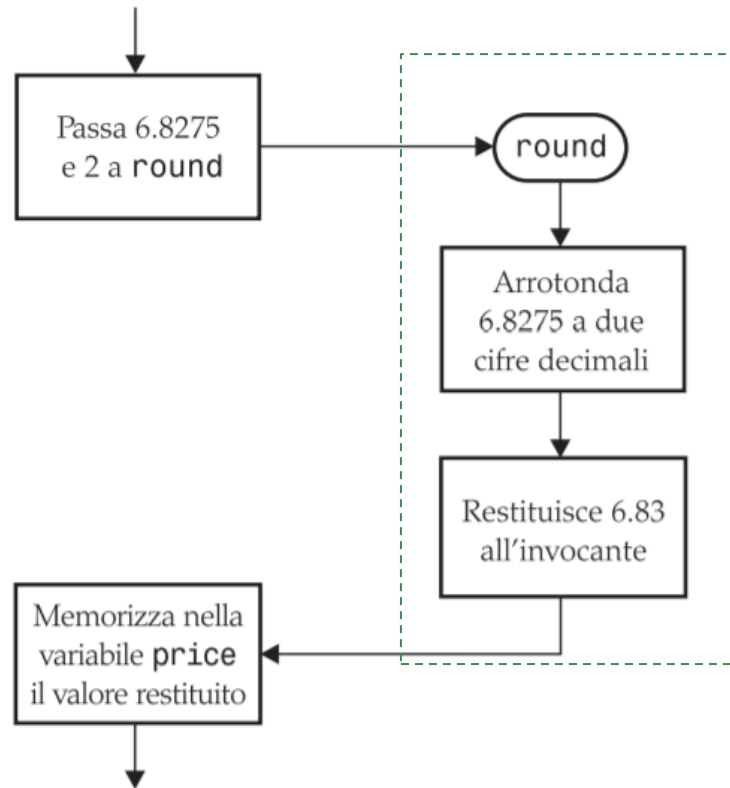 Passa 6.8275
e 2 a round
round
Arrotonda
6.8275 a due
cifre decimali
Restituisce 6.83
all'invocante
Memorizza nella
variabile price
il valore restituito